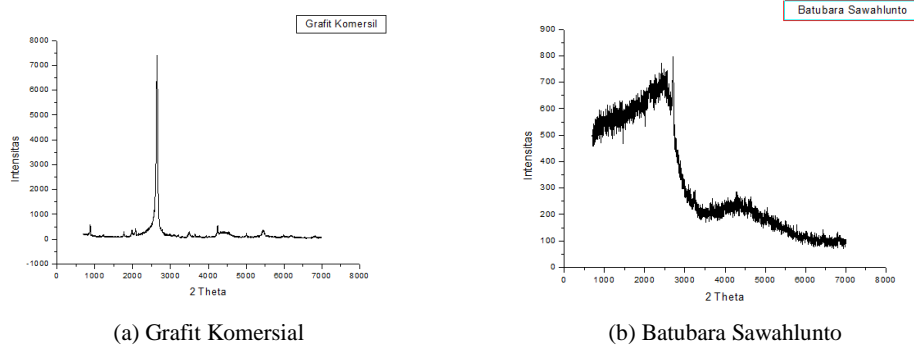 Grafit Komersil
8000
7000
6000
5000
4000
3000
2000
1000
0
-1000
Intensitas
0 1000 2000 3000 4000 5000 6000 7000 8000
2 Theta
(a) Grafit Komersial
Batubara Sawahlunto
900
800
700
600
500
400
300
200
100
0
Intensitas
0 1000 2000 3000 4000 5000 6000 7000 8000
2 Theta
(b) Batubara Sawahlunto